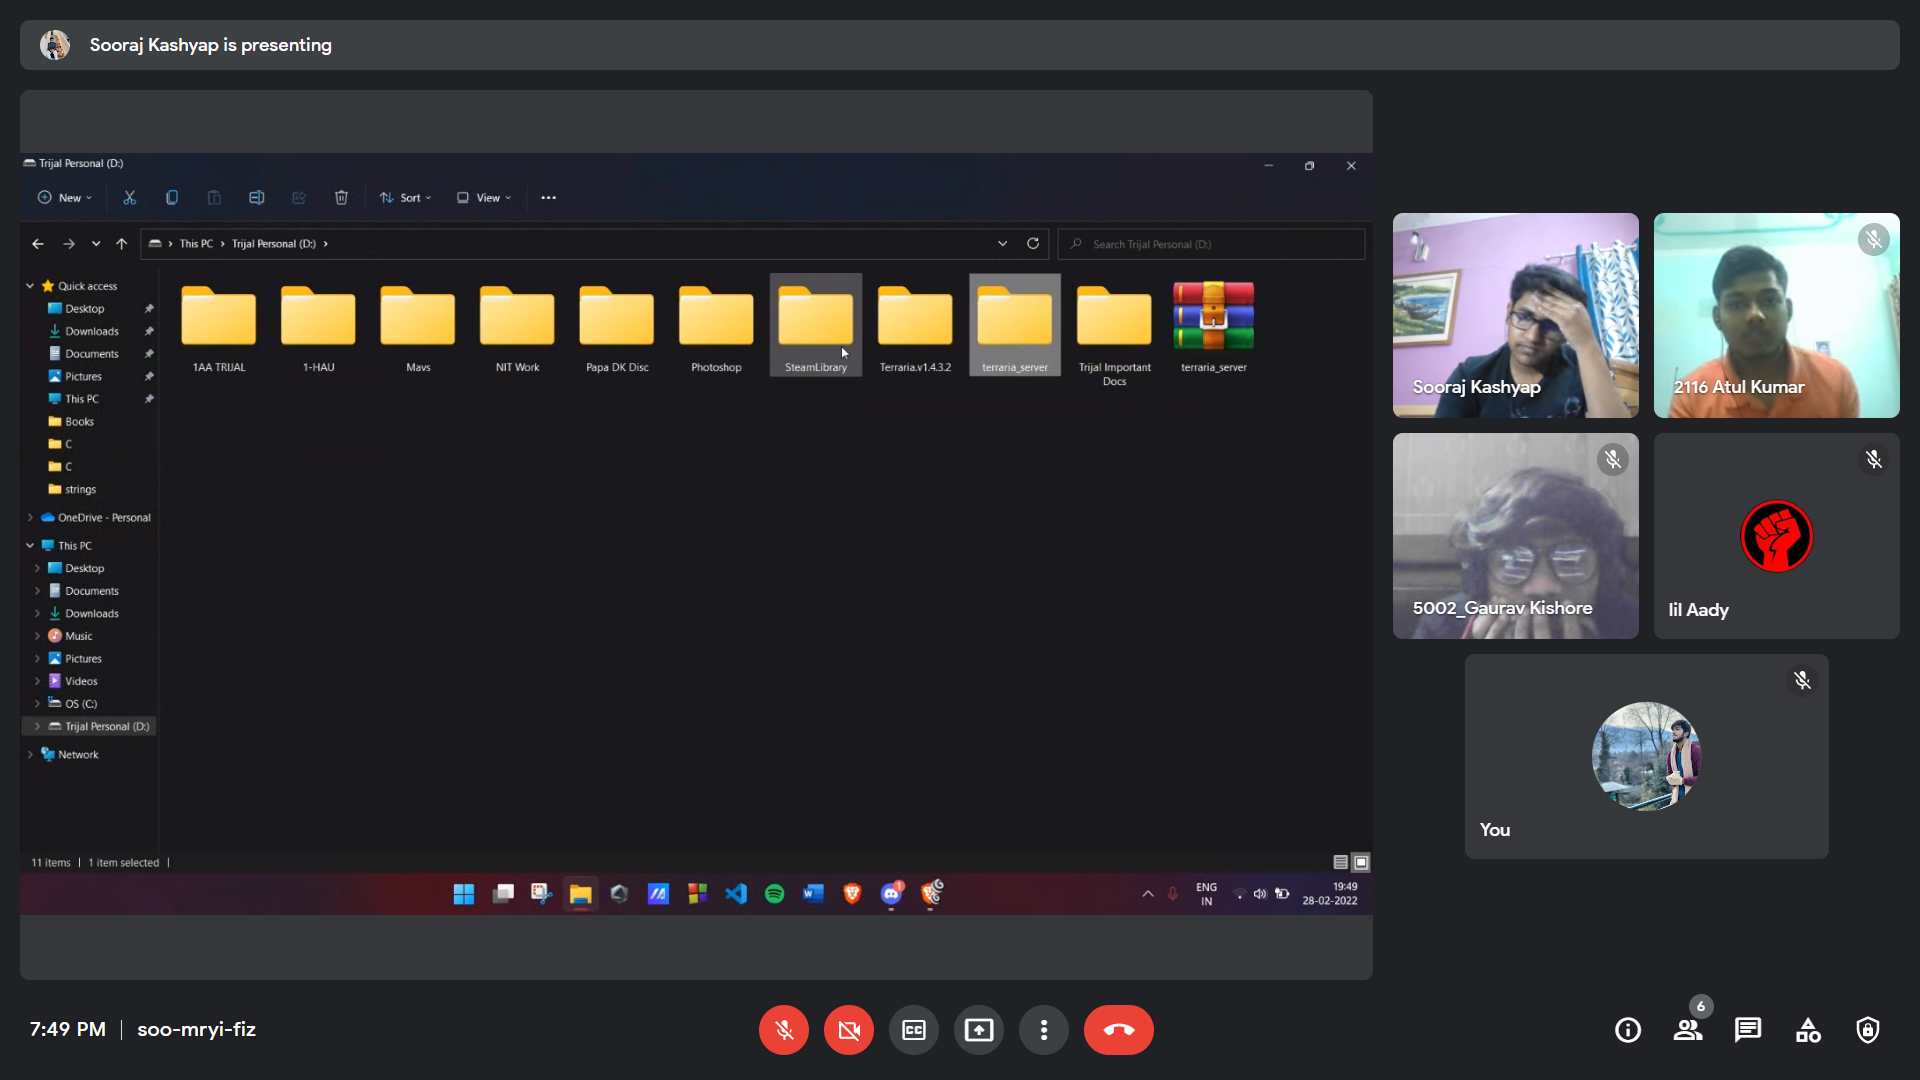 Sooraj Kashyap is presenting
Trijal Personal (D:)
New
Sort
View
This PC > Trijal Personal (D:) >
Search Trijal Personal (D:)
Quick access
Desktop
Downloads
Documents
Pictures
This PC
Books
C
C
strings
OneDrive - Personal
This PC
Desktop
Documents
Downloads
Music
Pictures
Videos
OS (C:)
Trijal Personal (D:)
Network
1AA TRIJAL
1-HAU
Mavs
NIT Work
Papa DK Disc
Photoshop
SteamLibrary
Terraria.v1.4.3.2
terraria_server
Trijal Important
Docs
terraria_server
11 items | 1 item selected |
1
ENG
IN
19:49
28-02-2022
Sooraj Kashyap
2116 Atul Kumar
5002_Gaurav Kishore
lil Aady
You
7:49 PM | soo-mryi-fiz
CC
6